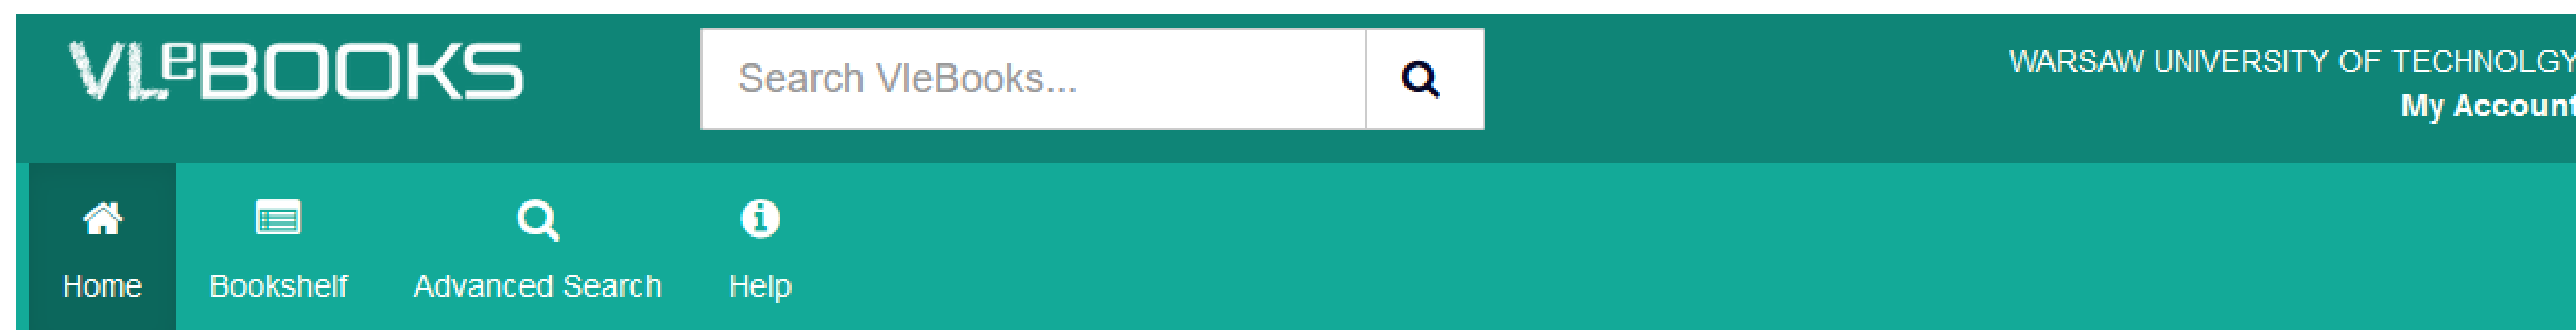 VLeBOOKS
Search VleBooks...
WARSAW UNIVERSITY OF TECHNOLGY
My Account
Home
Bookshelf
Advanced Search
Help